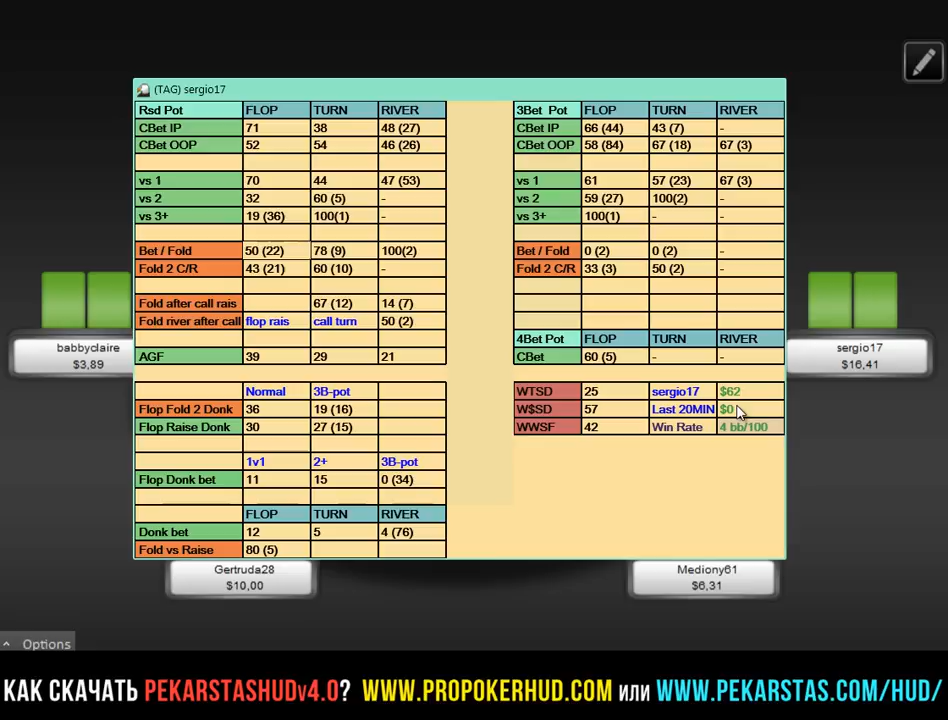 (TAG) sergio17
Rsd Pot FLOP TURN RIVER 3Bet Pot FLOP TURN RIVER
CBet IP 71 38 48 (27) CBet IP 66 (44) 43 (7) -
CBet OOP 52 54 46 (26) CBet OOP 58 (84) 67 (18) 67 (3)
vs 1 70 44 47 (53) vs 1 61 57 (23) 67 (3)
vs 2 32 60 (5) - vs 2 59 (27) 100(2) -
vs 3+ 19 (36) 100(1) - vs 3+ 100(1) - -
Bet / Fold 50 (22) 78 (9) 100(2) Bet / Fold 0 (2) 0 (2) -
Fold 2 C/R 43 (21) 60 (10) - Fold 2 C/R 33 (3) 50 (2) -
Fold after call rais 67 (12) 14 (7)
Fold river after call flop rais call turn 50 (2)
4Bet Pot FLOP TURN RIVER
AGF 39 29 21 CBet 60 (5) - -
Normal 3B-pot WTSD 25 sergio17 $62
Flop Fold 2 Donk 36 19 (16) W$SD 57 Last 20MIN $0
Flop Raise Donk 30 27 (15) WWSF 42 Win Rate 4 bb/100
1v1 2+ 3B-pot
Flop Donk bet 11 15 0 (34)
FLOP TURN RIVER
Donk bet 12 5 4 (76)
Fold vs Raise 80 (5)
babbyclaire
$3,89
sergio17
$16,41
Gertruda28
$10,00
Mediony61
$6,31
Options
КАК СКАЧАТЬ PEKARSTASHUDv4.0? WWW.PROPOKERHUD.COM или WWW.PEKARSTAS.COM/HUD/